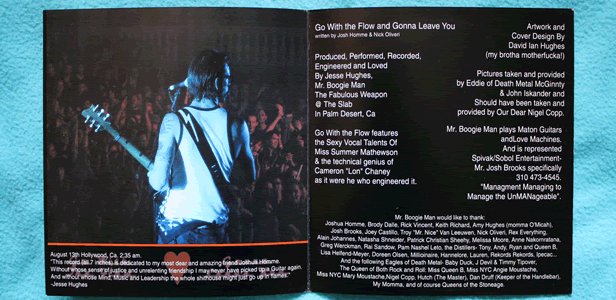 August 13th Hollywood, Ca. 2:35 am.
"This record (all 7 inches) is dedicated to my most dear and amazing friend Joshua Homme.
Without whose sense of justice and unrelenting friendship I may never have picked up a Guitar again.
And without whose Mind, Music and Leadership the whole shithouse might just go up in flames."
-Jesse Hughes
Go With the Flow and Gonna Leave You
written by Josh Homme & Nick Oliveri
Produced, Performed, Recorded,
Engineered and Loved
By Jesse Hughes,
Mr. Boogie Man
The Fabulous Weapon
@ The Slab
In Palm Desert, Ca
Go With the Flow features
the Sexy Vocal Talents Of
Miss Summer Mathewson
& the technical genius of
Cameron "Lon" Chaney
as it were he who engineered it.
Artwork and
Cover Design By
David Ian Hughes
(my brotha motherfucka!)
Pictures taken and provided
by Eddie of Death Metal McGinnty
& John Iskander and
Should have been taken and
provided by Our Dear Nigel Copp.
Mr. Boogie Man plays Maton Guitars
andLove Machines.
And is represented
Spivak/Sobol Entertainment-
Mr. Josh Brooks specifically
310 473-4545.
"Managment Managing to
Manage the UnMANageable".
Mr. Boogie Man would like to thank:
Joshua Homme, Brody Dalle, Rick Vincent, Keith Richard, Amy Hughes (momma O'Micah),
Josh Brooks, Joey Castillo, Troy "Mr. Nice" Van Leeuwen, Nick Oliveri, Rex Everything,
Alain Johannes, Natasha Shneider, Patrick Christian Sheehy, Melissa Moore, Anne Nakornratana,
Greg Werckman, Rai Sandow, Pam Nashel Leto, the Distillers- Tony, Andy, Ryan and Queen B,
Lisa Helfend-Meyer, Doreen Olsen, Millionaire, Hannelore, Lauren, Rekords Rekords, Ipecac...
And the following Eagles of Death Metal- Baby Duck, J Devil & Timmy Tipover,
The Queen of Both Rock and Roll: Miss Queen B, Miss NYC Angie Moustache,
Miss NYC Mary Moustache,Nigel Copp, Hutch (The Master), Dan Druff (Keeper of the Handlebar),
My Momma, and of course Queens of the Stoneage.